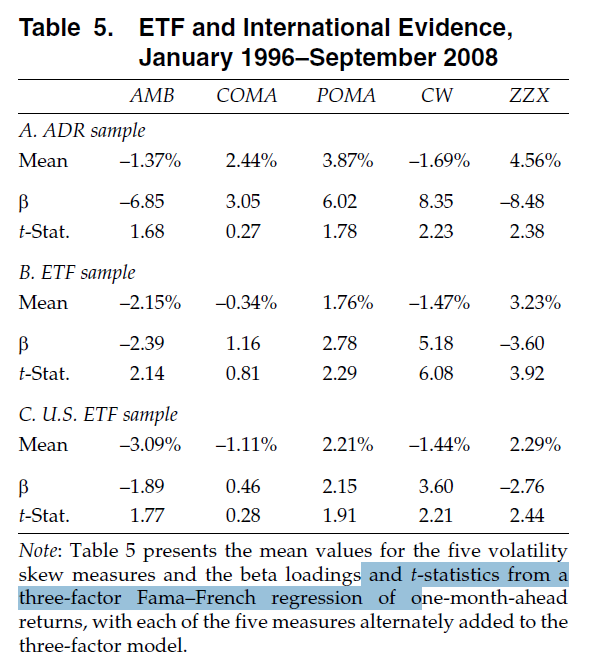 Table 5. ETF and International Evidence,
January 1996–September 2008
AMB COMA POMA CW ZZX
A. ADR sample
Mean –1.37% 2.44% 3.87% –1.69% 4.56%
β –6.85 3.05 6.02 8.35 –8.48
t-Stat. 1.68 0.27 1.78 2.23 2.38
B. ETF sample
Mean –2.15% –0.34% 1.76% –1.47% 3.23%
β –2.39 1.16 2.78 5.18 –3.60
t-Stat. 2.14 0.81 2.29 6.08 3.92
C. U.S. ETF sample
Mean –3.09% –1.11% 2.21% –1.44% 2.29%
β –1.89 0.46 2.15 3.60 –2.76
t-Stat. 1.77 0.28 1.91 2.21 2.44
Note: Table 5 presents the mean values for the five volatility
skew measures and the beta loadings and t-statistics from a
three-factor Fama–French regression of one-month-ahead
returns, with each of the five measures alternately added to the
three-factor model.